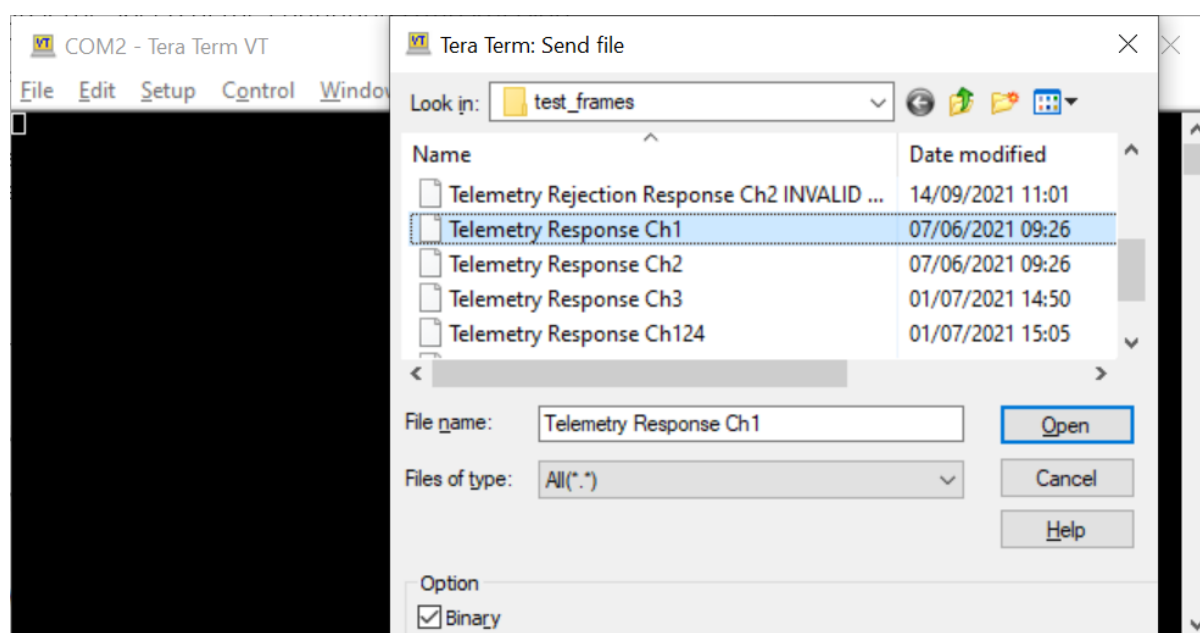 COM2 - Tera Term VT
File Edit Setup Control
Tera Term: Send file
Look in: test_frames
Name Date modified
Telemetry Rejection Response Ch2 INVALID ... 14/09/2021 11:01
Telemetry Response Ch1 07/06/2021 09:26
Telemetry Response Ch2 07/06/2021 09:26
Telemetry Response Ch3 01/07/2021 14:50
Telemetry Response Ch124 01/07/2021 15:05
File name: Telemetry Response Ch1 Open
Files of type: All(*.*) Cancel
Help
Option
Binary